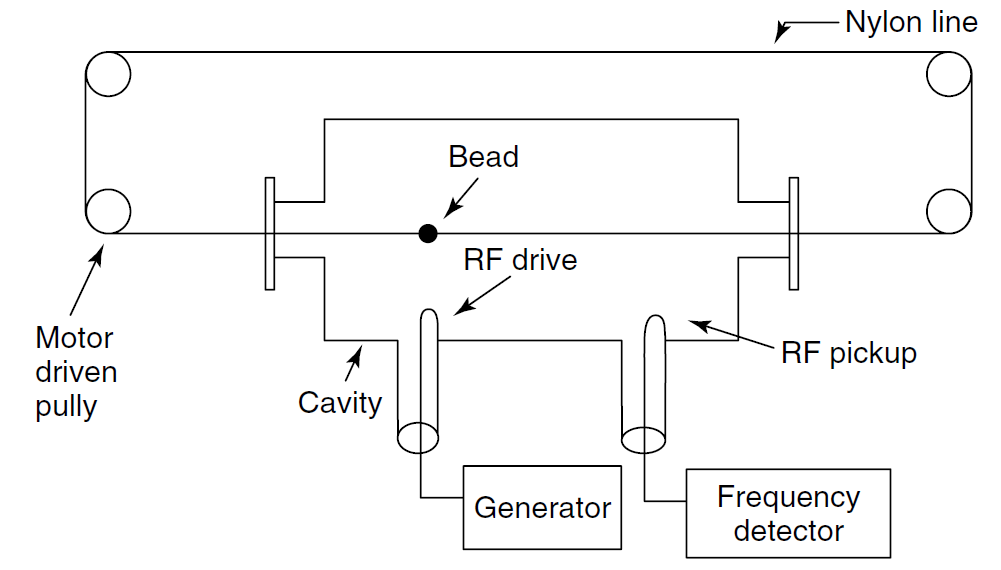 Nylon line
Bead
RF drive
Motor
driven
pully
RF pickup
Cavity
Generator
Frequency
detector